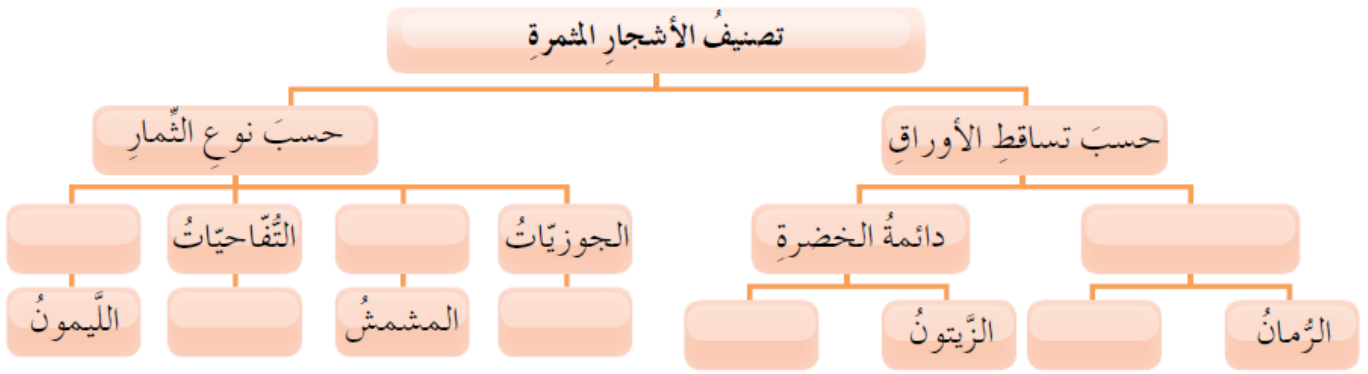 تصنيفُ الأشجارِ المثمرةِ
حسبَ تساقطِ الأوراقِ
حسبَ نوعِ الثِّمارِ
دائمةُ الخضرةِ
الجوزيّاتُ
التُّفّاحيّاتُ
الرُّمانُ
الزَّيتونُ
المشمشُ
اللَّيمونُ